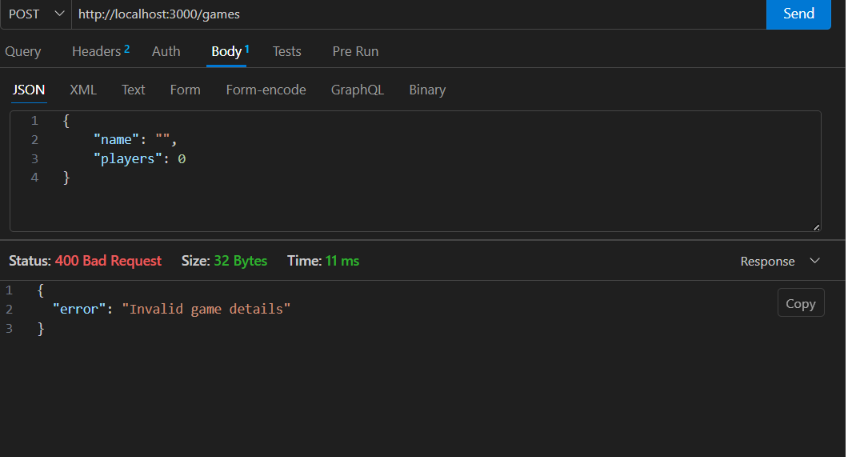 POST http://localhost:3000/games Send
Query Headers 2 Auth Body 1 Tests Pre Run
JSON XML Text Form Form-encode GraphQL Binary
1 {
2 "name": "",
3 "players": 0
4 }
Status: 400 Bad Request Size: 32 Bytes Time: 11 ms Response
1 {
2 "error": "Invalid game details"
3 }
Copy